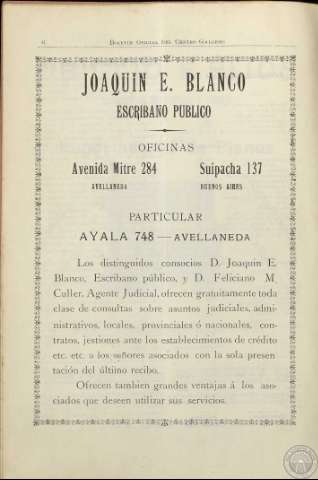 6 BOLETIN OFICIAL DEL CENTRO GALLEGO
JOAQUIN E. BLANCO
ESCRIBANO PUBLICO
OFICINAS
Avenida Mitre 284 Suipacha 137
AVELLANEDA BUENOS AIRES
PARTICULAR
AYALA 748 — AVELLANEDA
Los distinguidos consocios D. Joaquin E.
Blanco, Escribano público, y D. Feliciano M.
Culler, Agente Judicial, ofrecen gratuitamente toda
clase de consultas sobre asuntos judiciales, admi-
nistrativos, locales, provinciales ó nacionales, con-
tratos, jestiones ante los establecimientos de crédito
etc. etc. a los señores asociados con la sola presen
tación del último recibo.
Ofrecen tambien grandes ventajas á los aso-
ciados que deseen utilizar sus servicios.